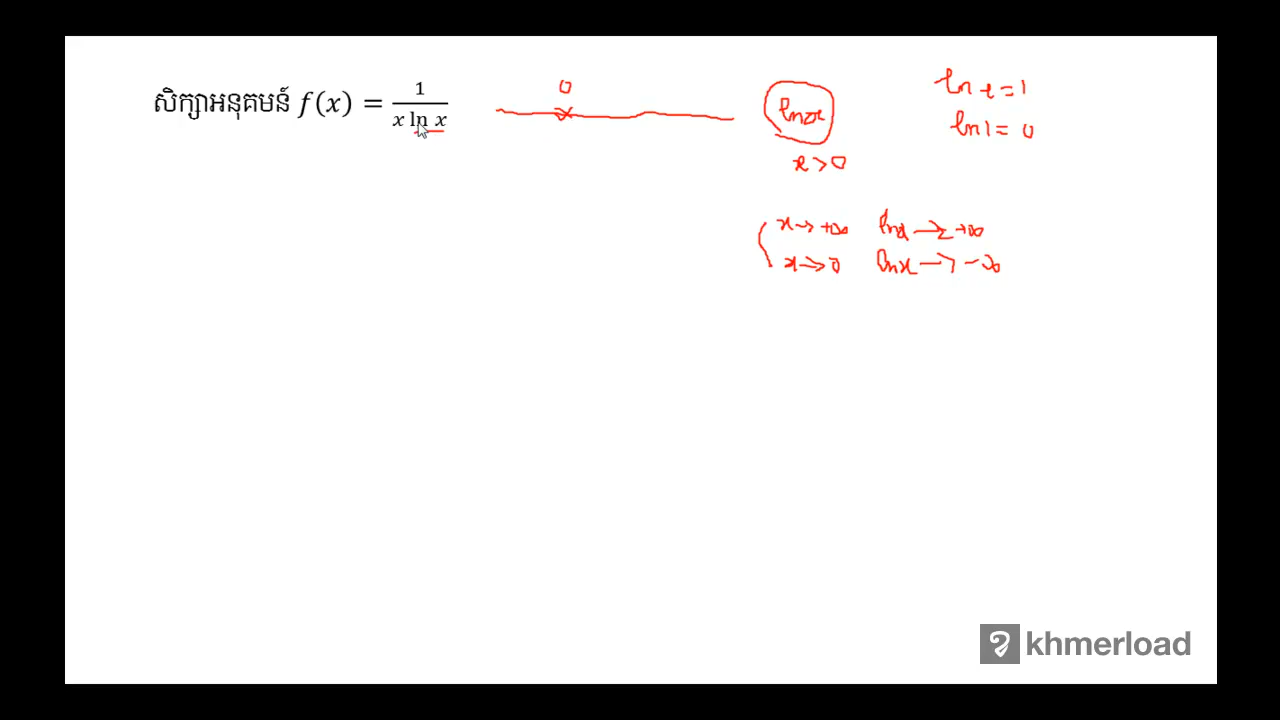 សិក្សាអនុគមន៍ f(x) = 1 / (x ln x)
0
ln x
x > 0
ln e = 1
ln 1 = 0
x → +∞ ln x → +∞
x → 0 ln x → −∞
khmerload